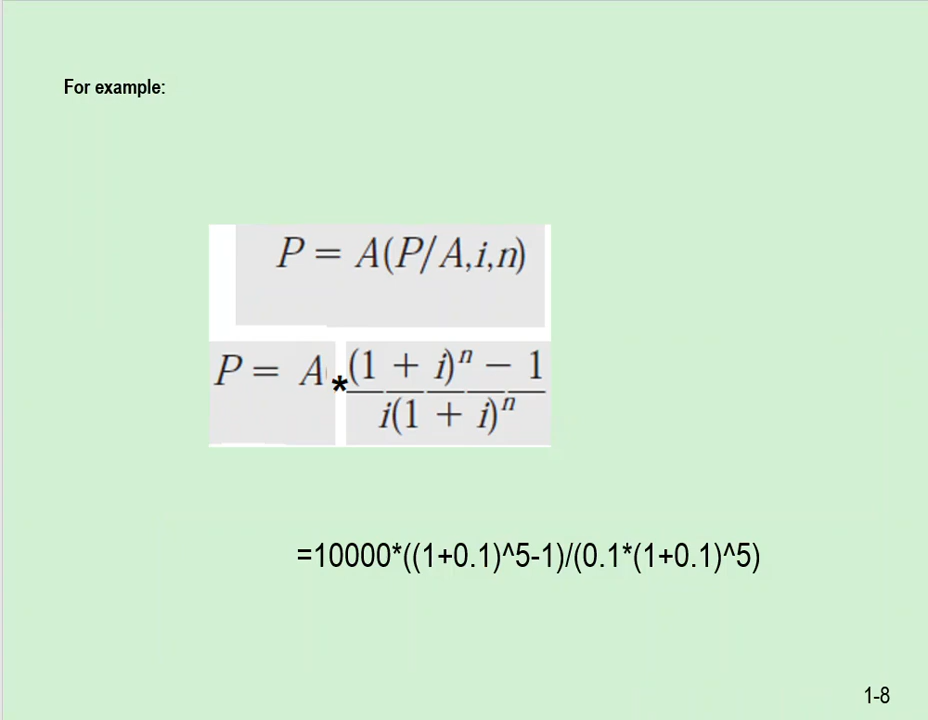 For example:
P = A(P/A,i,n)
P = A * (1 + i)^n − 1
i(1 + i)^n
=10000*((1+0.1)^5-1)/(0.1*(1+0.1)^5)
1-8